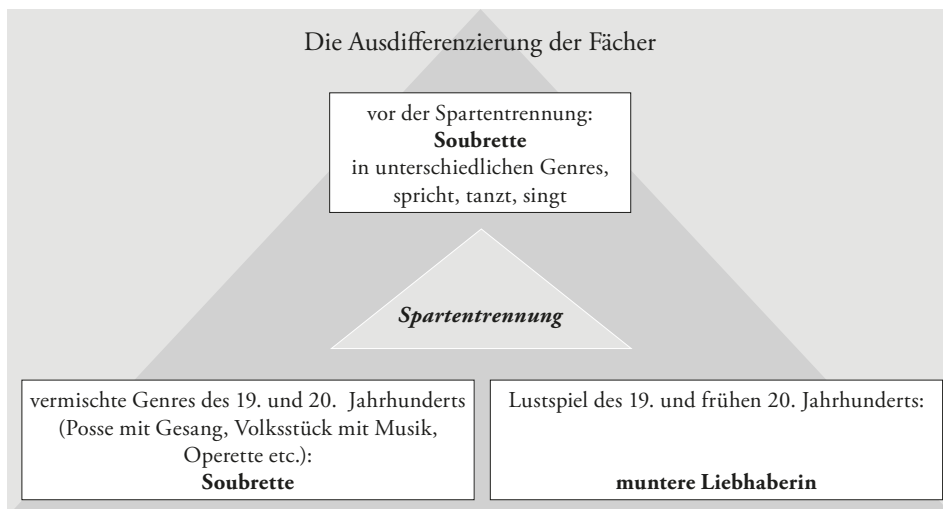 Die Ausdifferenzierung der Fächer
vor der Spartentrennung:
Soubrette
in unterschiedlichen Genres,
spricht, tanzt, singt
Spartentrennung
vermischte Genres des 19. und 20. Jahrhunderts
(Posse mit Gesang, Volksstück mit Musik,
Operette etc.):
Soubrette
Lustspiel des 19. und frühen 20. Jahrhunderts:
muntere Liebhaberin